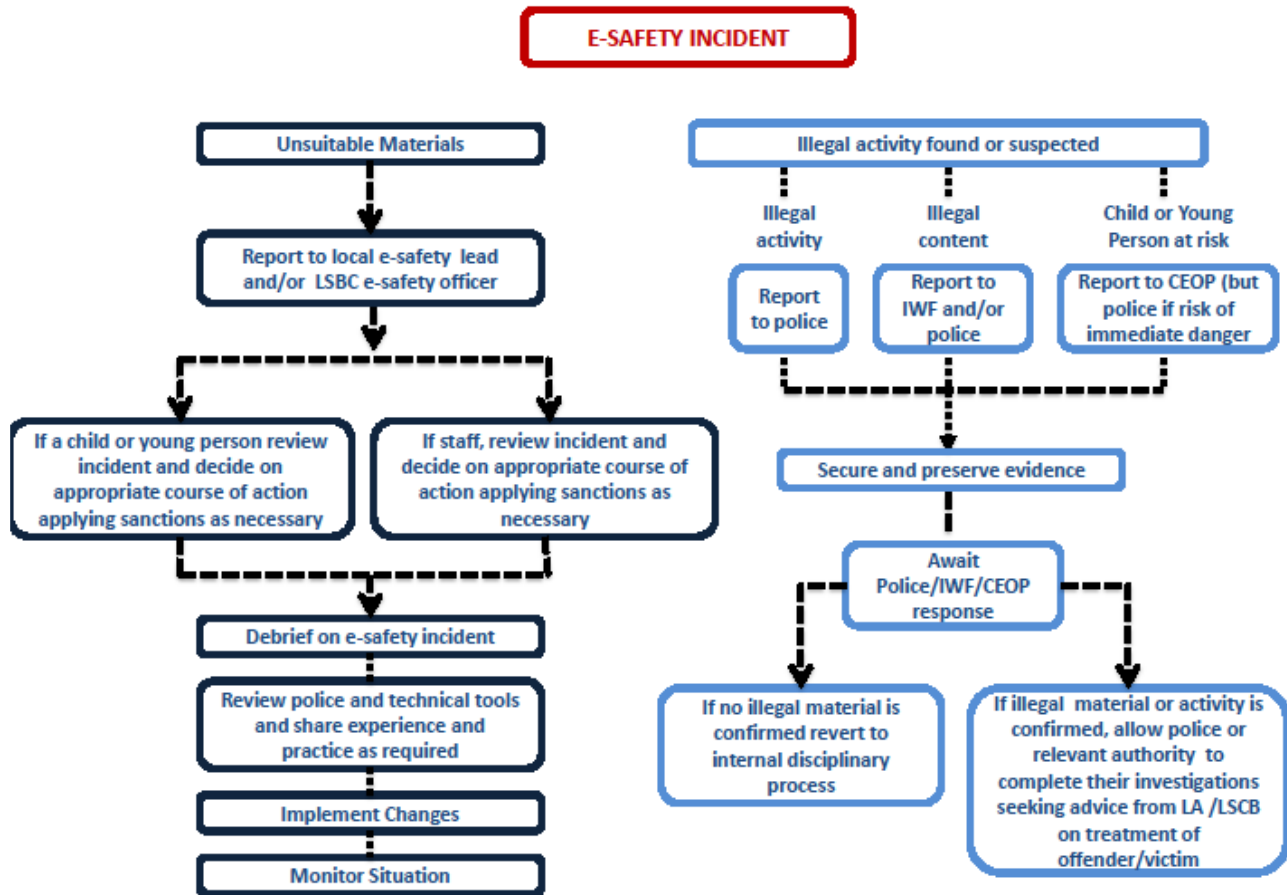 E-SAFETY INCIDENT
Unsuitable Materials
Report to local e-safety lead
and/or LSBC e-safety officer
If a child or young person review
incident and decide on
appropriate course of action
applying sanctions as necessary
If staff, review incident and
decide on appropriate course of
action applying sanctions as
necessary
Debrief on e-safety incident
Review police and technical tools
and share experience and
practice as required
Implement Changes
Monitor Situation
Illegal activity found or suspected
Illegal
activity
Report
to police
Illegal
content
Report to
IWF and/or
police
Child or Young
Person at risk
Report to CEOP (but
police if risk of
immediate danger
Secure and preserve evidence
Await
Police/IWF/CEOP
response
If no illegal material is
confirmed revert to
internal disciplinary
process
If illegal material or activity is
confirmed, allow police or
relevant authority to
complete their investigations
seeking advice from LA /LSCB
on treatment of
offender/victim